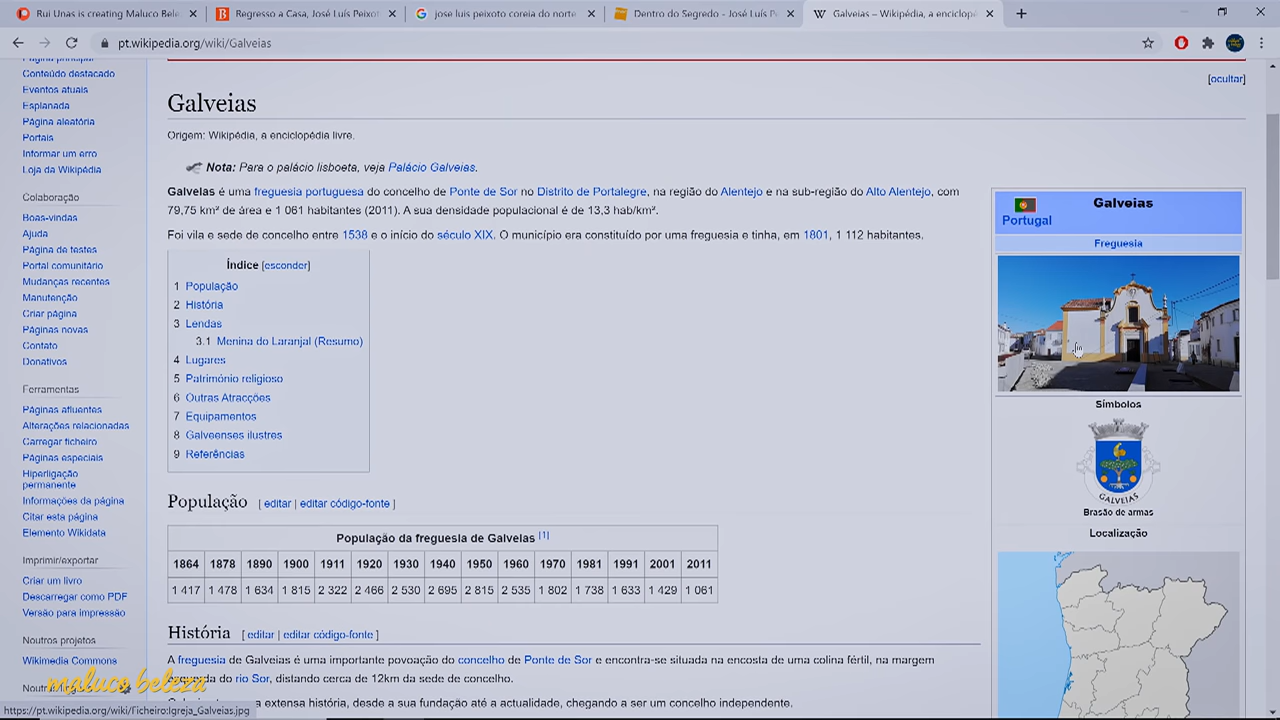 Rui Unas is creating Maluco Bele
Regresso a Casa, José Luís Peixot
jose luis peixoto coreia do norte
Dentro do Segredo - José Luís P
Galveias – Wikipédia, a enciclopé
pt.wikipedia.org/wiki/Galveias
Página principal
Conteúdo destacado
Eventos atuais
Esplanada
Página aleatória
Portais
Informar um erro
Loja da Wikipédia
Colaboração
Boas-vindas
Ajuda
Página de testes
Portal comunitário
Mudanças recentes
Manutenção
Criar página
Páginas novas
Contato
Donativos
Ferramentas
Páginas afluentes
Alterações relacionadas
Carregar ficheiro
Páginas especiais
Hiperligação
permanente
Informações da página
Citar esta página
Elemento Wikidata
Imprimir/exportar
Criar um livro
Descarregar como PDF
Versão para impressão
Noutros projetos
Wikimedia Commons
maluco beleza
https://pt.wikipedia.org/wiki/Ficheiro:Igreja_Galveias.jpg
[ocultar]
Galveias
Origem: Wikipédia, a enciclopédia livre.
Nota: Para o palácio lisboeta, veja Palácio Galveias.
Galveias é uma freguesia portuguesa do concelho de Ponte de Sor no Distrito de Portalegre, na região do Alentejo e na sub-região do Alto Alentejo, com
79,75 km² de área e 1 061 habitantes (2011). A sua densidade populacional é de 13,3 hab/km².
Foi vila e sede de concelho entre 1538 e o início do século XIX. O município era constituído por uma freguesia e tinha, em 1801, 1 112 habitantes.
Índice [esconder]
1 População
2 História
3 Lendas
3.1 Menina do Laranjal (Resumo)
4 Lugares
5 Património religioso
6 Outras Atracções
7 Equipamentos
8 Galveenses ilustres
9 Referências
População [ editar | editar código-fonte ]
População da freguesia de Galveias [1]
1864 1878 1890 1900 1911 1920 1930 1940 1950 1960 1970 1981 1991 2001 2011
1 417 1 478 1 634 1 815 2 322 2 466 2 530 2 695 2 815 2 535 1 802 1 738 1 633 1 429 1 061
História [ editar | editar código-fonte ]
A freguesia de Galveias é uma importante povoação do concelho de Ponte de Sor e encontra-se situada na encosta de uma colina fértil, na margem
esquerda do rio Sor, distando cerca de 12km da sede de concelho.
extensa história, desde a sua fundação até a actualidade, chegando a ser um concelho independente.
Galveias
Portugal
Freguesia
Símbolos
GALVEIAS
Brasão de armas
Localização